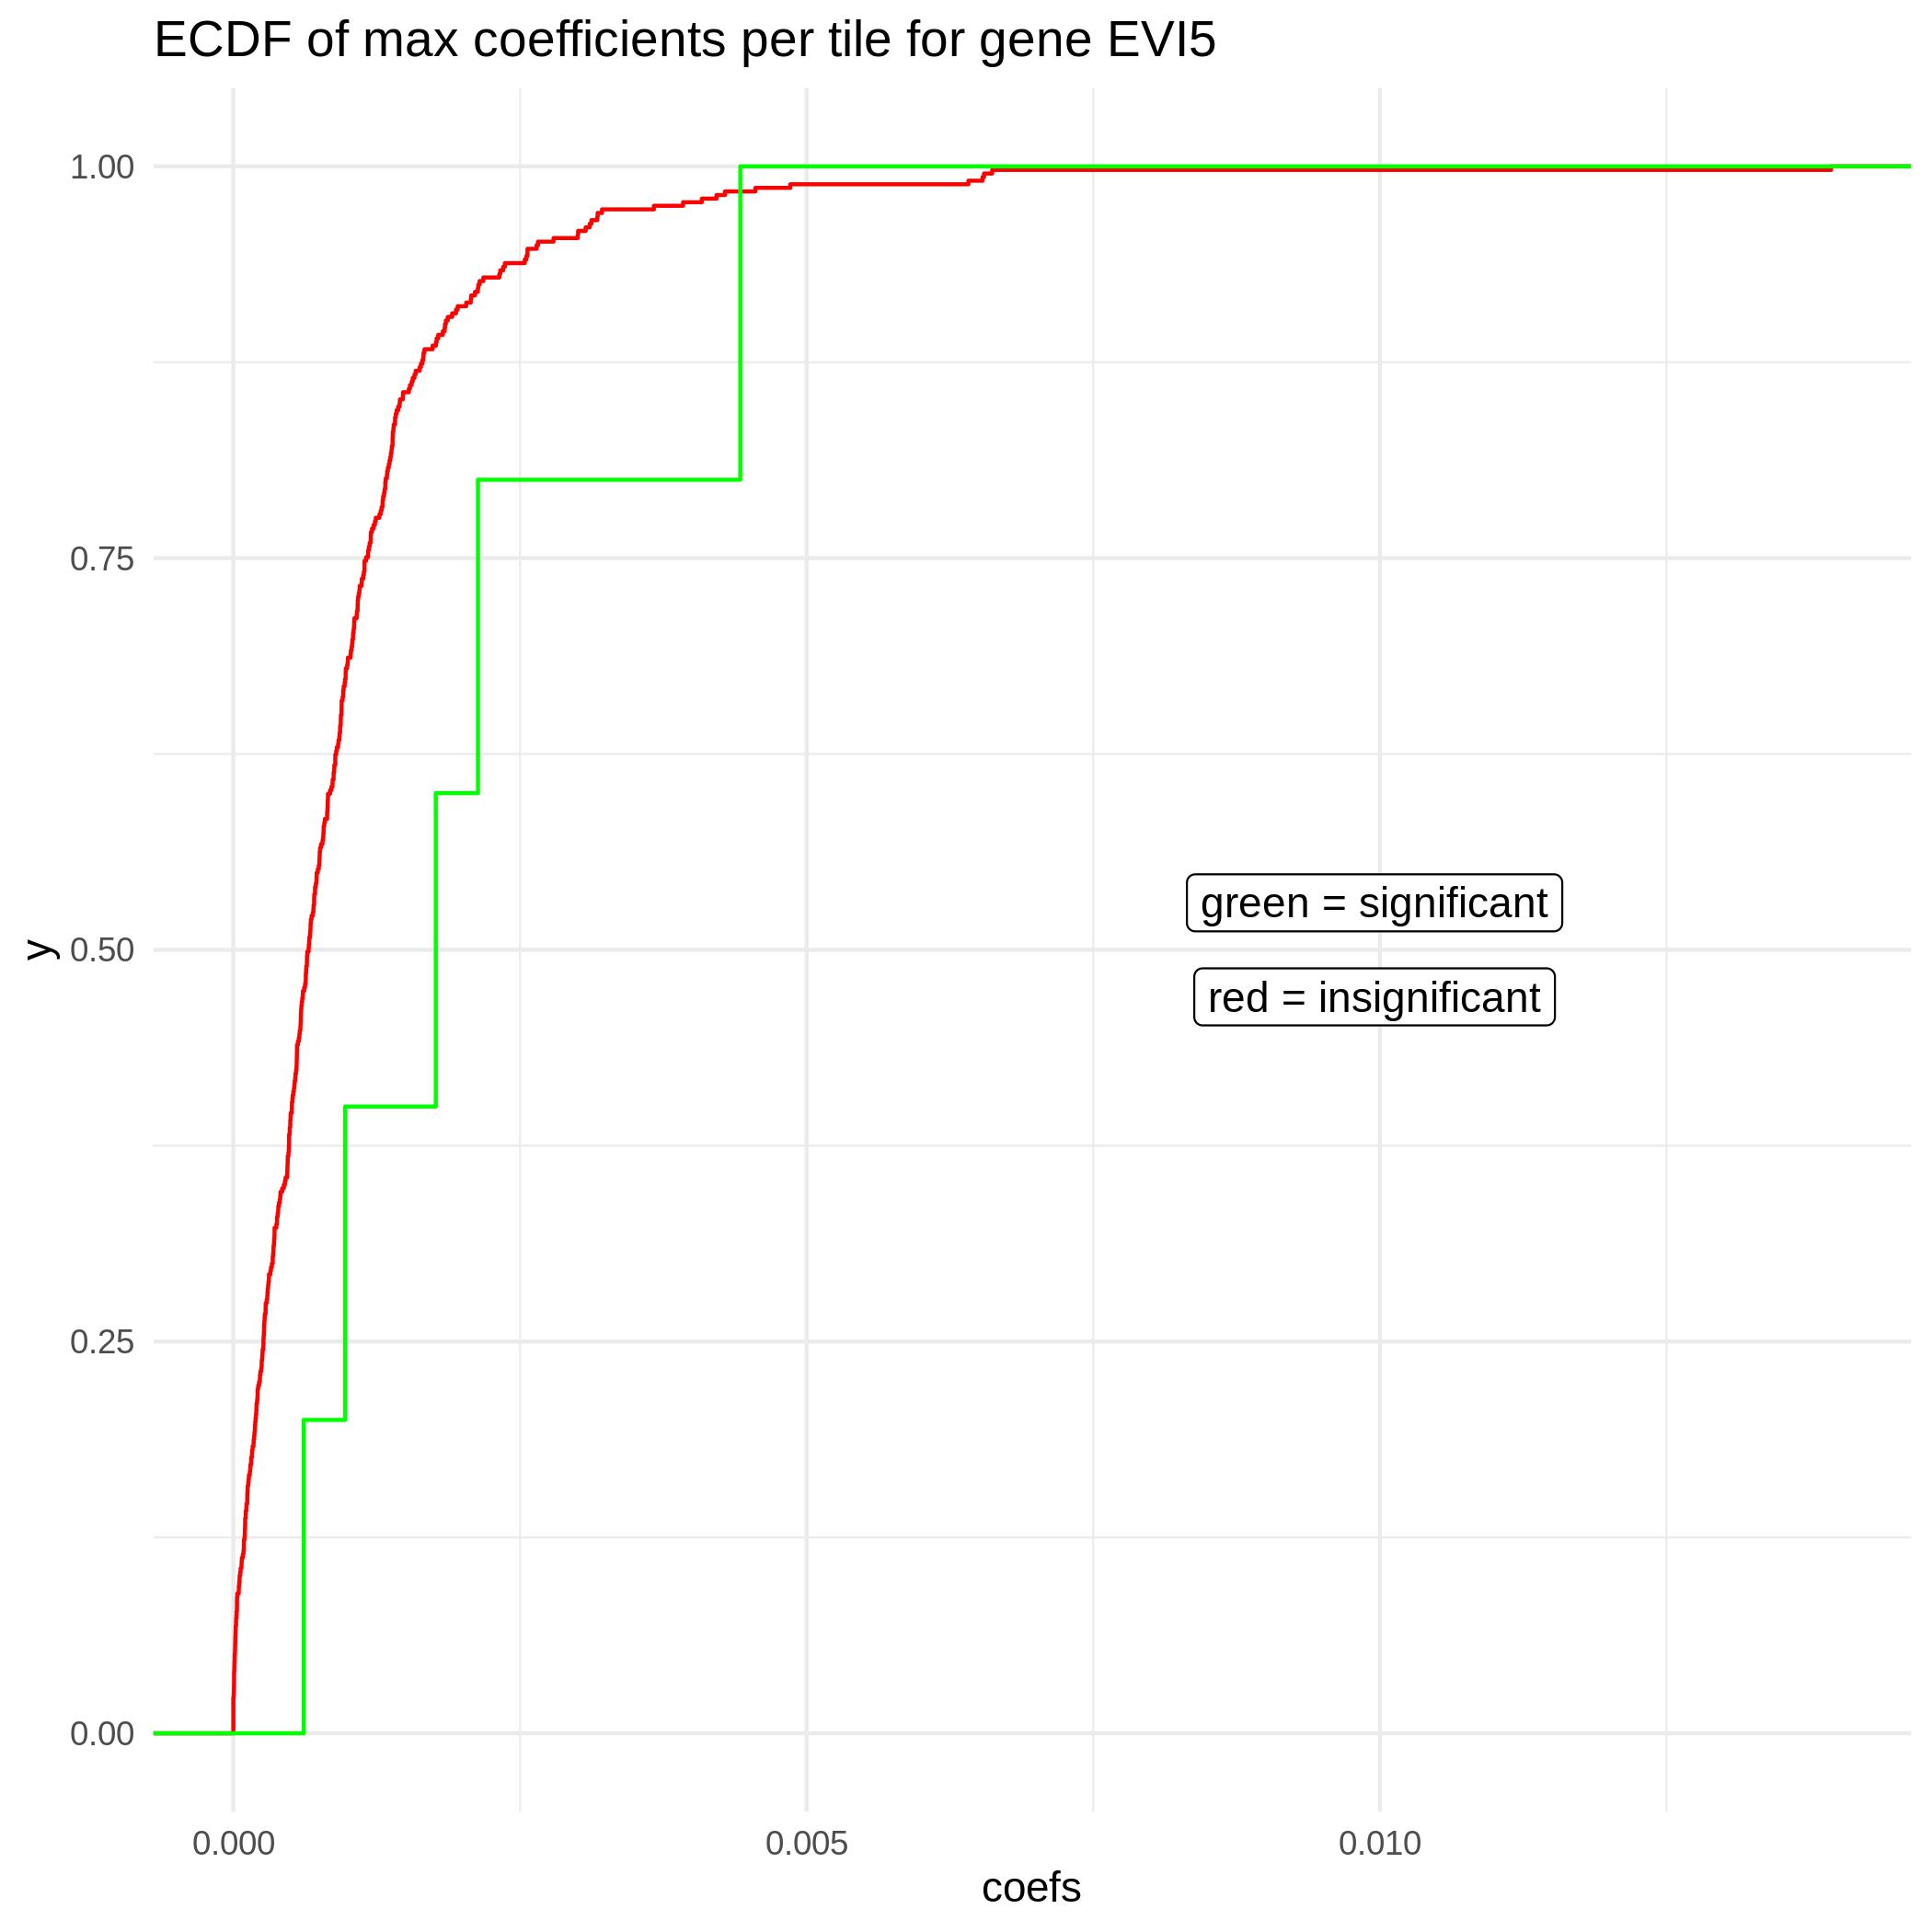 ECDF of max coefficients per tile for gene EVI5
1.00
0.75
0.50
0.25
0.00
y
green = significant
red = insignificant
0.000
0.005
0.010
coefs